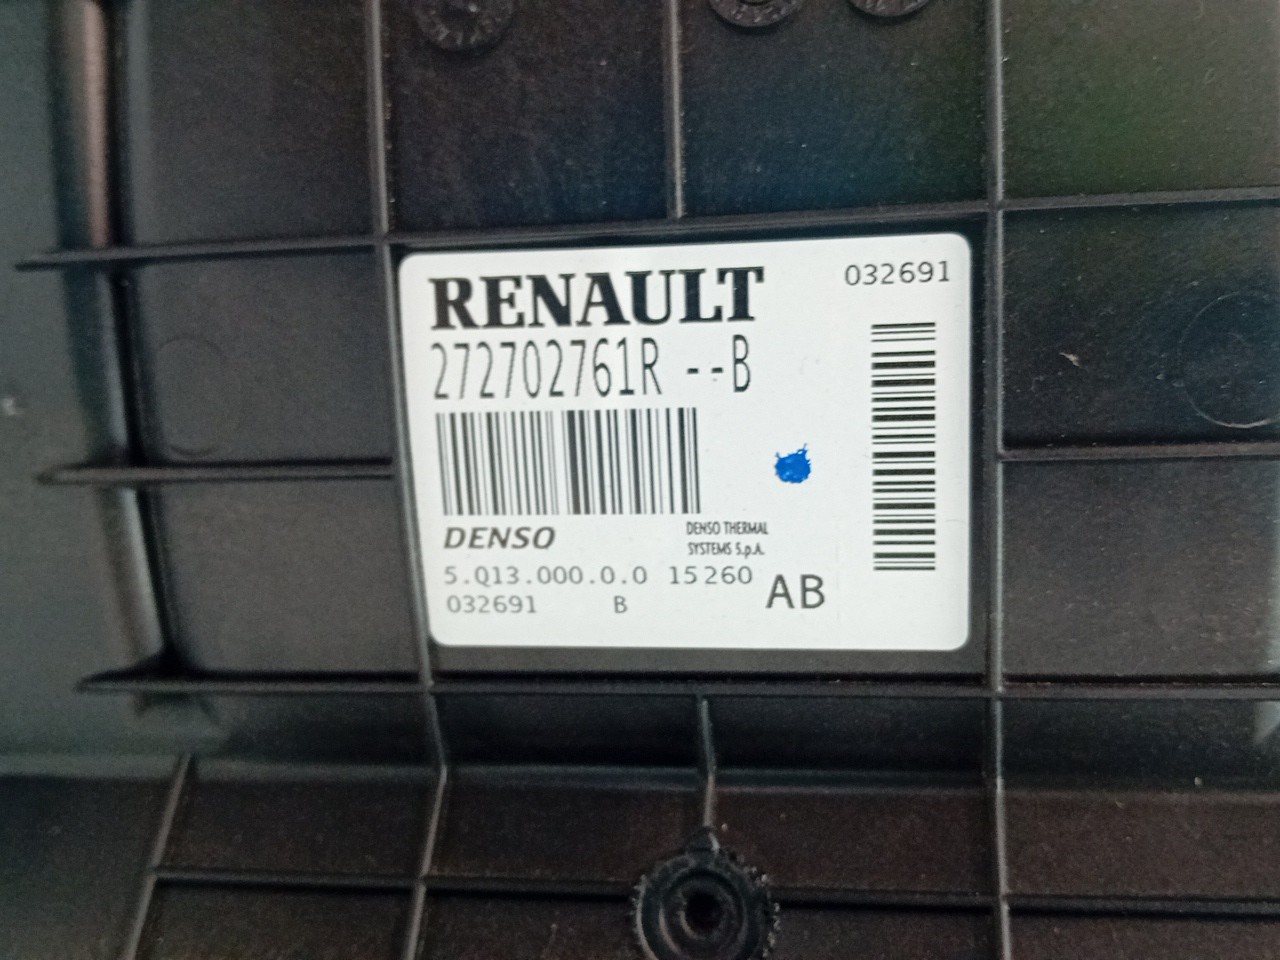 RENAULT
032691
272702761R --B
DENSO
DENSO THERMAL
SYSTEMS S.p.A.
5.Q13.000.0.0 15260
AB
032691 B